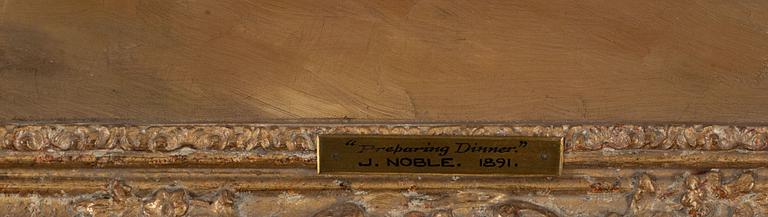 "Preparing Dinner."
J. NOBLE. 1891.